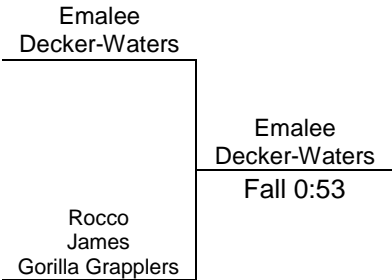 Emalee
Decker-Waters
Emalee
Decker-Waters
Fall 0:53
Rocco
James
Gorilla Grapplers